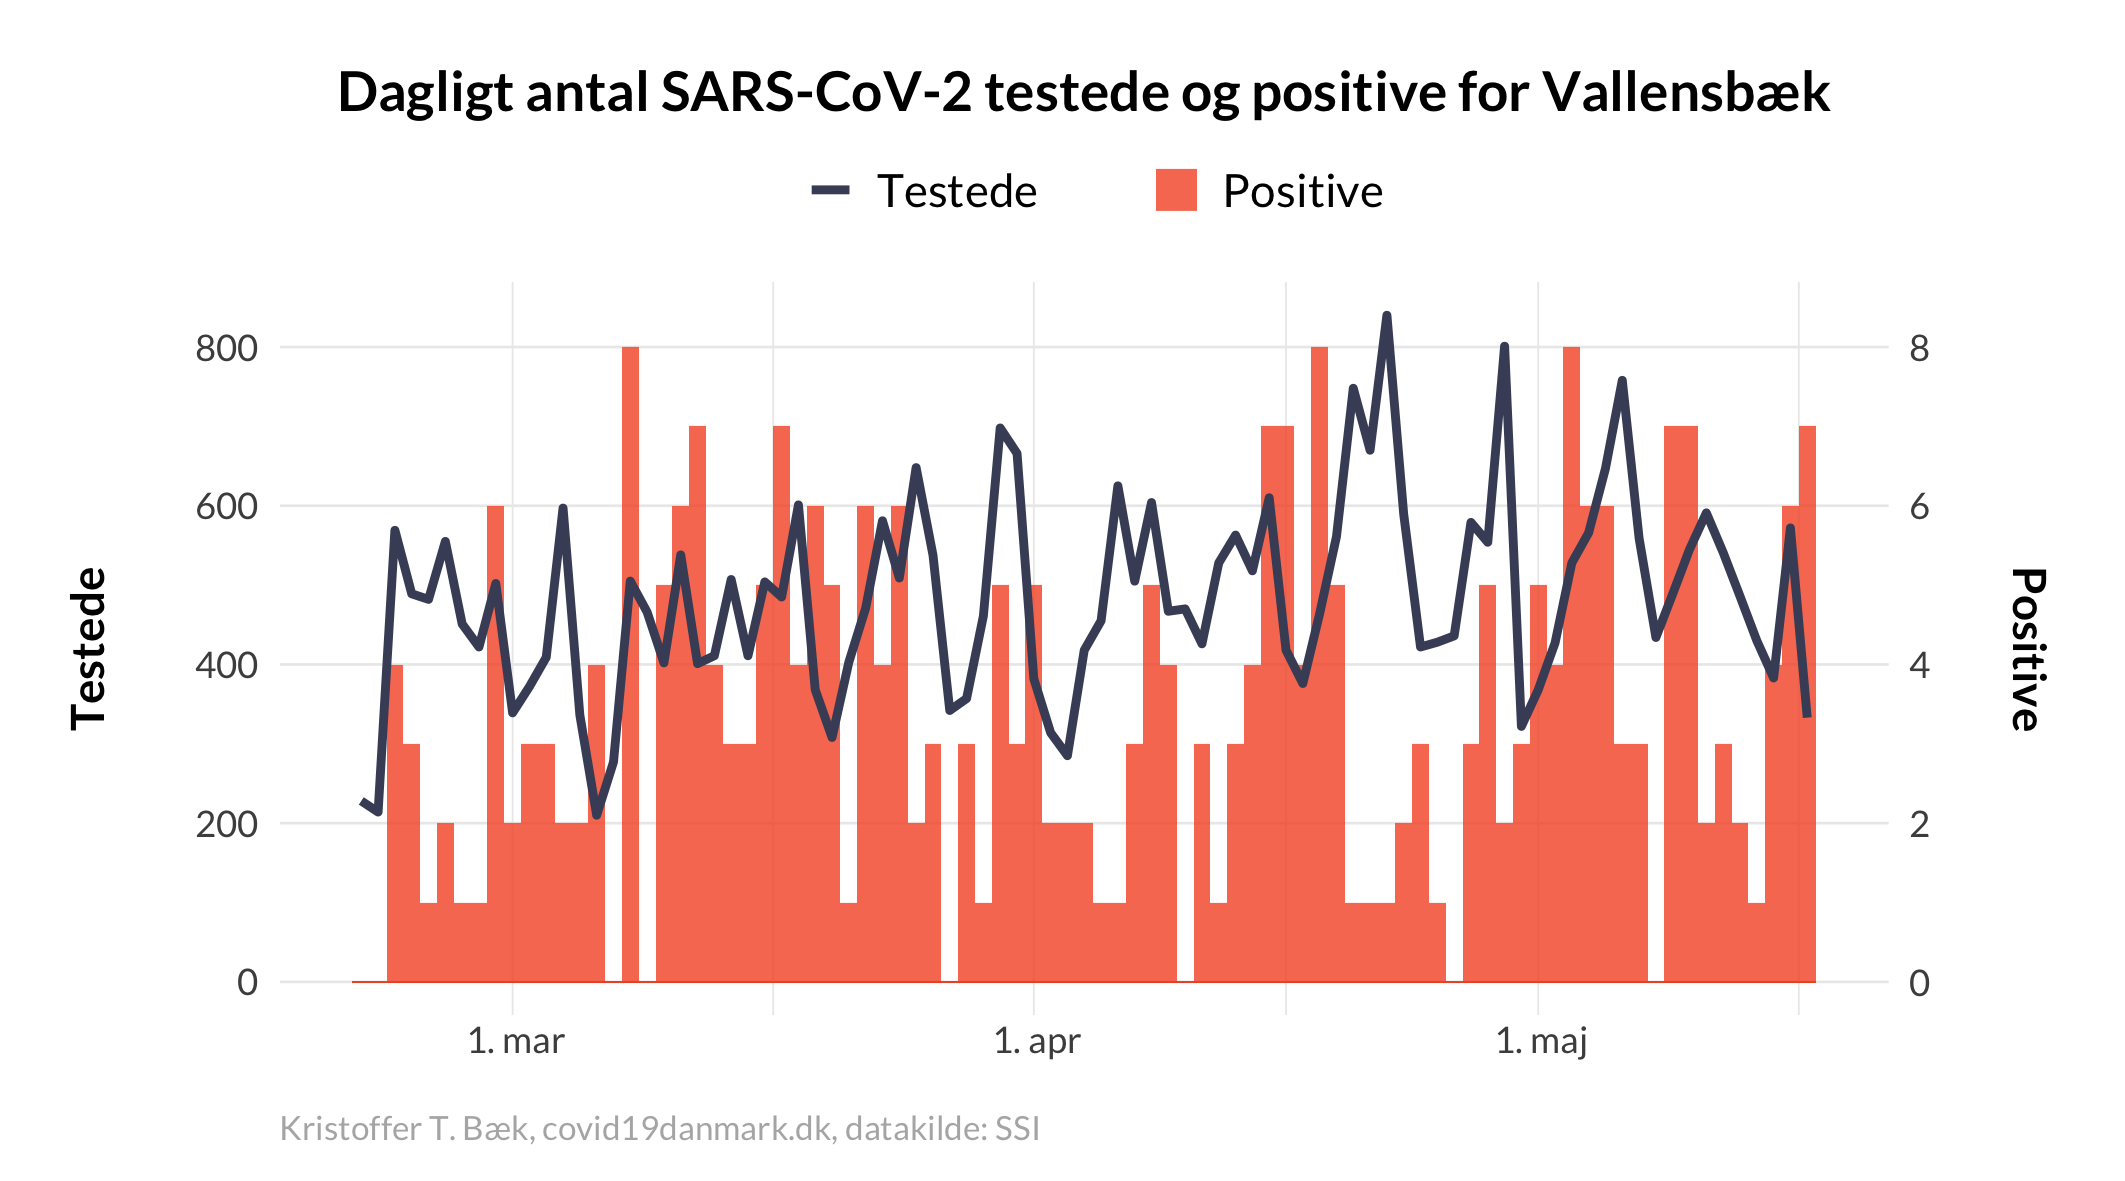 Dagligt antal SARS-CoV-2 testede og positive for Vallensbæk
Testede
Positive
800
600
400
200
0
8
6
4
2
0
Testede
Positive
1. mar
1. apr
1. maj
Kristoffer T. Bæk, covid19danmark.dk, datakilde: SSI